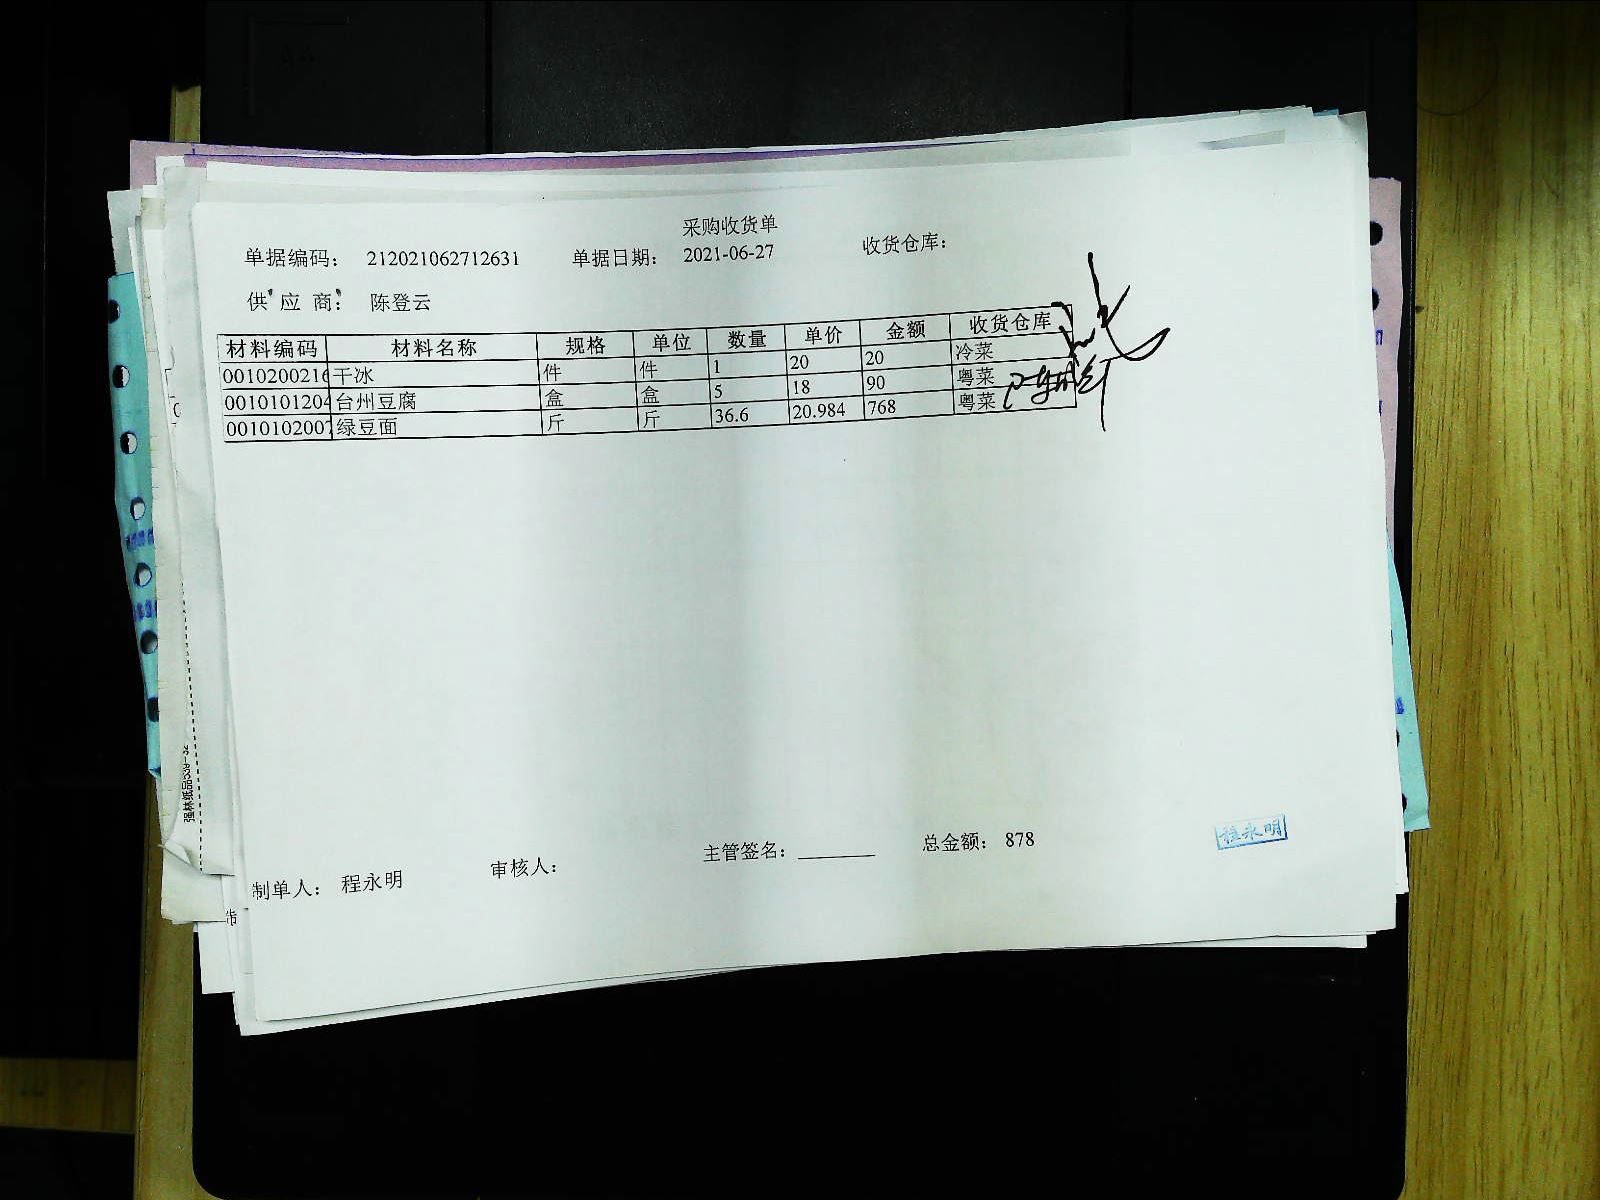 采购收货单
单据编码： 212021062712631 单据日期： 2021-06-27 收货仓库：
供 应 商： 陈登云
材料编码 材料名称 规格 单位 数量 单价 金额 收货仓库
0010200216 干冰 件 件 1 20 20 冷菜
0010101204 台州豆腐 盒 盒 5 18 90 粤菜
0010102007 绿豆面 斤 斤 36.6 20.984 768 粤菜
制单人： 程永明 审核人： 主管签名： 总金额： 878
程永明